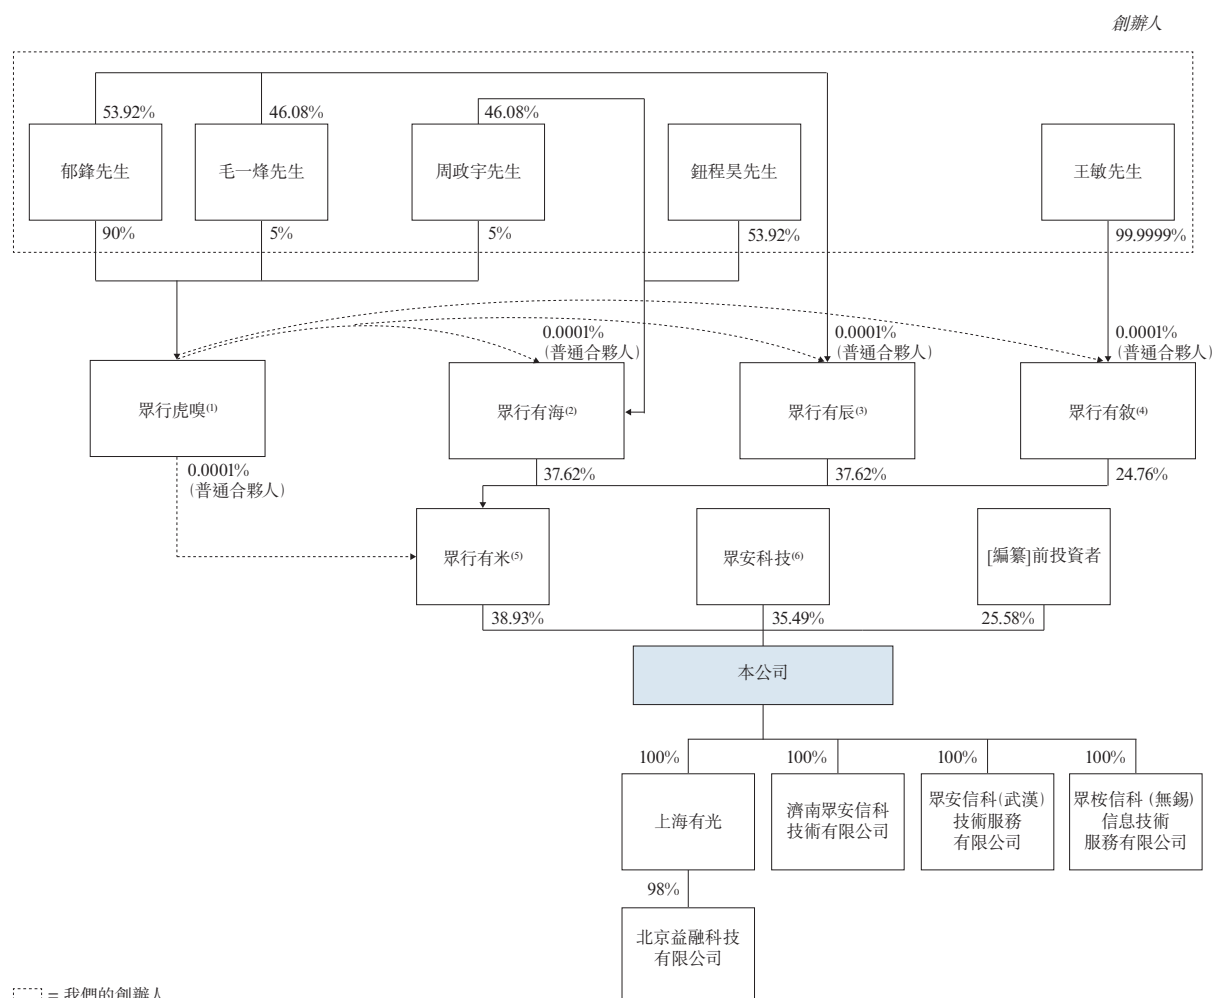 創辦人
53.92%
46.08%
46.08%
郁鋒先生
毛一烽先生
周政宇先生
鈕程昊先生
王敏先生
90%
5%
5%
53.92%
99.9999%
0.0001%
(普通合夥人)
0.0001%
(普通合夥人)
0.0001%
(普通合夥人)
眾行虎嗅(1)
眾行有海(2)
眾行有辰(3)
眾行有敘(4)
0.0001%
(普通合夥人)
37.62%
37.62%
24.76%
眾行有米(5)
眾安科技(6)
[編纂]前投資者
38.93%
35.49%
25.58%
本公司
100%
100%
100%
100%
上海有光
濟南眾安信科
技術有限公司
眾安信科(武漢)
技術服務
有限公司
眾桉信科 (無錫)
信息技術
服務有限公司
98%
北京益融科技
有限公司
= 我們的創辦人